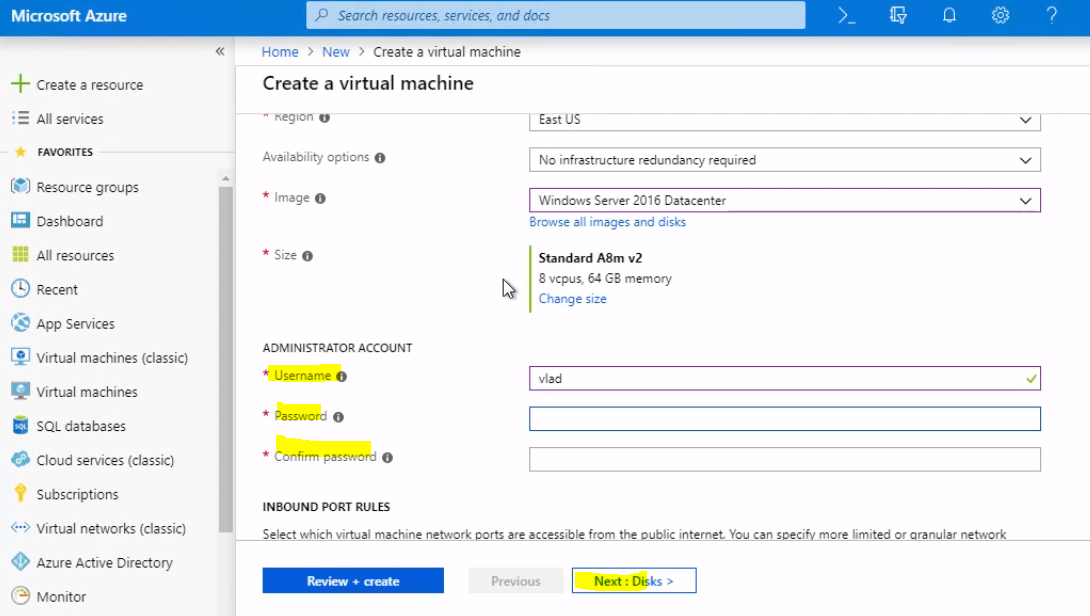 Microsoft Azure
Search resources, services, and docs
Home > New > Create a virtual machine
Create a virtual machine
Create a resource
All services
FAVORITES
Resource groups
Dashboard
All resources
Recent
App Services
Virtual machines (classic)
Virtual machines
SQL databases
Cloud services (classic)
Subscriptions
Virtual networks (classic)
Azure Active Directory
Monitor
* Region
East US
Availability options
No infrastructure redundancy required
* Image
Windows Server 2016 Datacenter
Browse all images and disks
* Size
Standard A8m v2
8 vcpus, 64 GB memory
Change size
ADMINISTRATOR ACCOUNT
* Username
vlad
* Password
* Confirm password
INBOUND PORT RULES
Select which virtual machine network ports are accessible from the public internet. You can specify more limited or granular network
Review + create
Previous
Next : Disks >